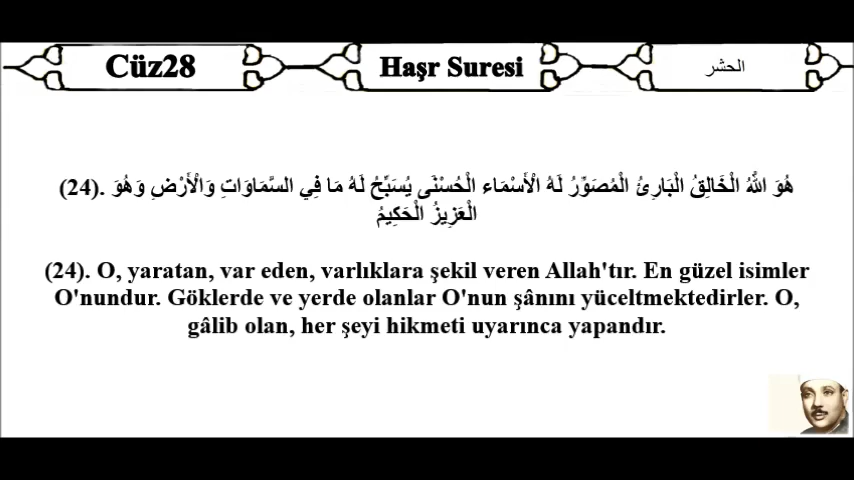 Cüz28
Haşr Suresi
الحشر
(24). هُوَ اللَّهُ الْخَالِقُ الْبَارِئُ الْمُصَوِّرُ لَهُ الْأَسْمَاء الْحُسْنَى يُسَبِّحُ لَهُ مَا فِي السَّمَاوَاتِ وَالْأَرْضِ وَهُوَ
الْعَزِيزُ الْحَكِيمُ
(24). O, yaratan, var eden, varlıklara şekil veren Allah'tır. En güzel isimler
O'nundur. Göklerde ve yerde olanlar O'nun şânını yüceltmektedirler. O,
gâlib olan, her şeyi hikmeti uyarınca yapandır.